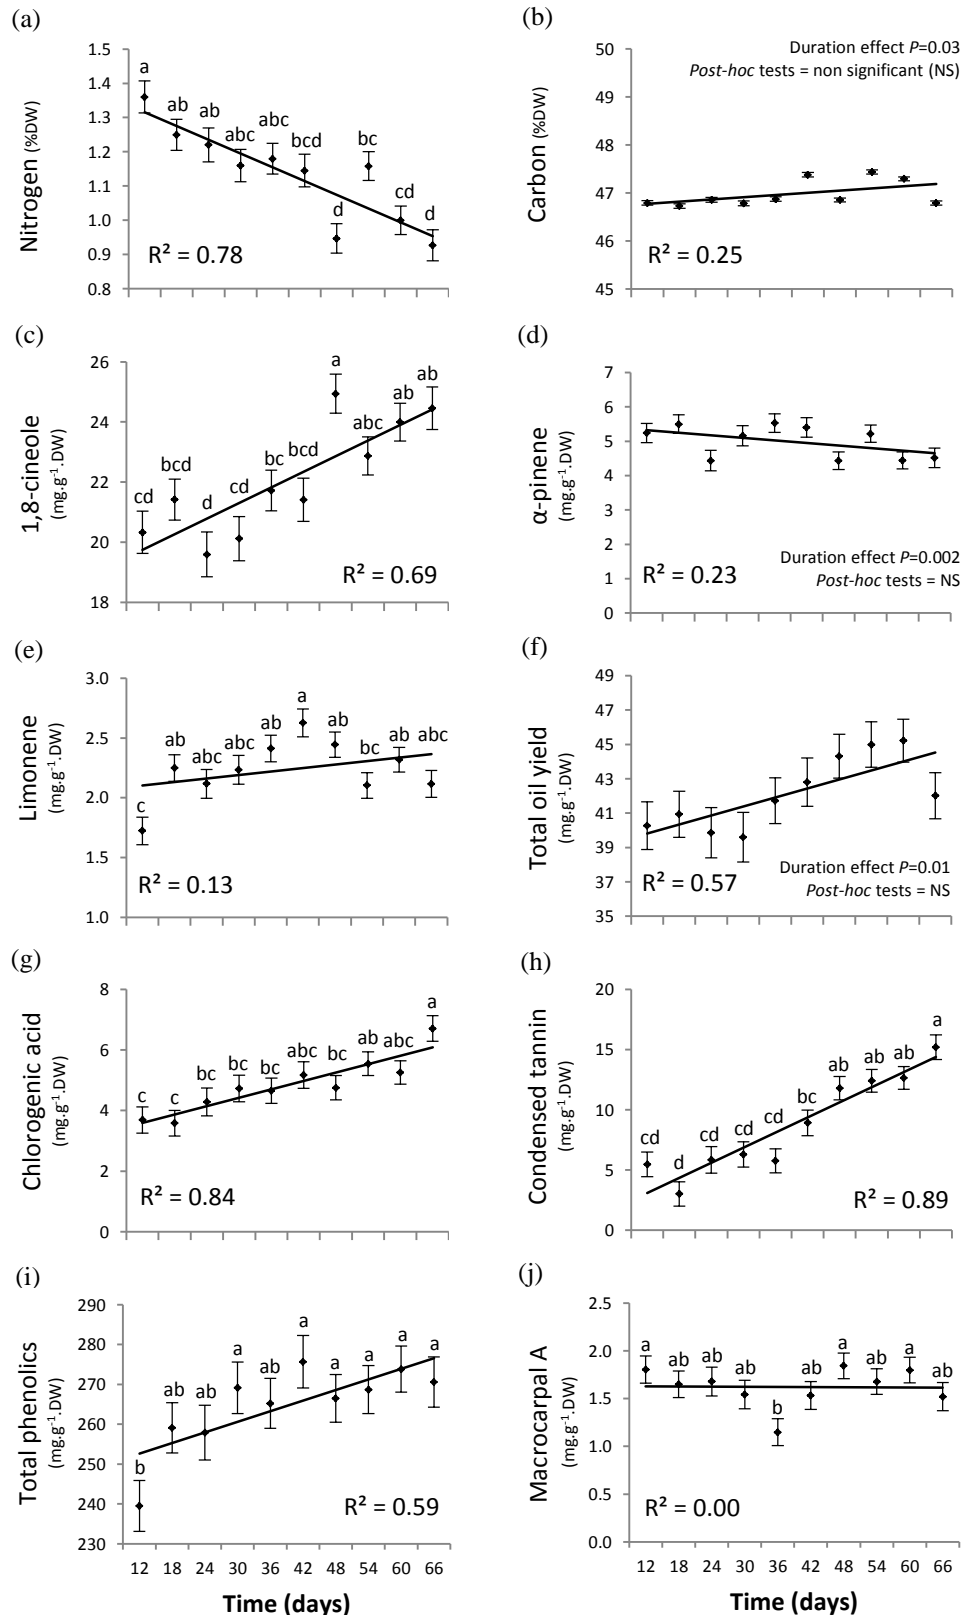 (a)
Nitrogen (%DW)
1.5
1.4
1.3
1.2
1.1
1.0
0.9
0.8
a
ab
ab
abc
abc
bcd
d
bc
cd
d
R² = 0.78
(b)
Carbon (%DW)
50
49
48
47
46
45
Duration effect P=0.03
Post-hoc tests = non significant (NS)
R² = 0.25
(c)
1,8-cineole
(mg.g⁻¹.DW)
26
24
22
20
18
cd
bcd
d
cd
bc
bcd
a
abc
ab
ab
R² = 0.69
(d)
α-pinene
(mg.g⁻¹.DW)
7
6
5
4
3
2
1
0
Duration effect P=0.002
Post-hoc tests = NS
R² = 0.23
(e)
Limonene
(mg.g⁻¹.DW)
3.0
2.5
2.0
1.5
1.0
c
ab
abc
abc
ab
a
ab
bc
ab
abc
R² = 0.13
(f)
Total oil yield
(mg.g⁻¹.DW)
49
47
45
43
41
39
37
35
Duration effect P=0.01
Post-hoc tests = NS
R² = 0.57
(g)
Chlorogenic acid
(mg.g⁻¹.DW)
8
6
4
2
0
c
c
bc
bc
bc
abc
bc
ab
abc
a
R² = 0.84
(h)
Condensed tannin
(mg.g⁻¹.DW)
20
15
10
5
0
cd
d
cd
cd
cd
bc
ab
ab
ab
a
R² = 0.89
(i)
Total phenolics
(mg.g⁻¹.DW)
290
280
270
260
250
240
230
b
ab
ab
a
ab
a
ab
ab
a
a
R² = 0.59
12 18 24 30 36 42 48 54 60 66
Time (days)
(j)
Macrocarpal A
(mg.g⁻¹.DW)
2.5
2.0
1.5
1.0
0.5
0.0
a
ab
ab
ab
b
ab
a
ab
a
ab
R² = 0.00
12 18 24 30 36 42 48 54 60 66
Time (days)